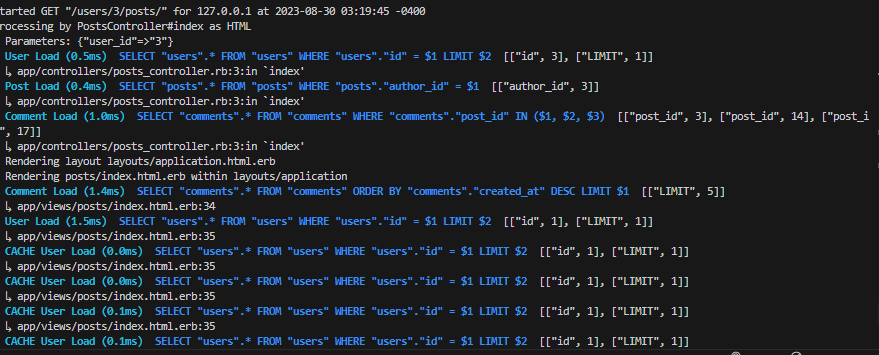 tarted GET "/users/3/posts/" for 127.0.0.1 at 2023-08-30 03:19:45 -0400
rocessing by PostsController#index as HTML
Parameters: {"user_id"=>"3"}
User Load (0.5ms)  SELECT "users".* FROM "users" WHERE "users"."id" = $1 LIMIT $2  [["id", 3], ["LIMIT", 1]]
↳ app/controllers/posts_controller.rb:3:in `index'
Post Load (0.4ms)  SELECT "posts".* FROM "posts" WHERE "posts"."author_id" = $1  [["author_id", 3]]
↳ app/controllers/posts_controller.rb:3:in `index'
Comment Load (1.0ms)  SELECT "comments".* FROM "comments" WHERE "comments"."post_id" IN ($1, $2, $3)  [["post_id", 3], ["post_id", 14], ["post_i
", 17]]
↳ app/controllers/posts_controller.rb:3:in `index'
Rendering layout layouts/application.html.erb
Rendering posts/index.html.erb within layouts/application
Comment Load (1.4ms)  SELECT "comments".* FROM "comments" ORDER BY "comments"."created_at" DESC LIMIT $1  [["LIMIT", 5]]
↳ app/views/posts/index.html.erb:34
User Load (1.5ms)  SELECT "users".* FROM "users" WHERE "users"."id" = $1 LIMIT $2  [["id", 1], ["LIMIT", 1]]
↳ app/views/posts/index.html.erb:35
CACHE User Load (0.0ms)  SELECT "users".* FROM "users" WHERE "users"."id" = $1 LIMIT $2  [["id", 1], ["LIMIT", 1]]
↳ app/views/posts/index.html.erb:35
CACHE User Load (0.0ms)  SELECT "users".* FROM "users" WHERE "users"."id" = $1 LIMIT $2  [["id", 1], ["LIMIT", 1]]
↳ app/views/posts/index.html.erb:35
CACHE User Load (0.1ms)  SELECT "users".* FROM "users" WHERE "users"."id" = $1 LIMIT $2  [["id", 1], ["LIMIT", 1]]
↳ app/views/posts/index.html.erb:35
CACHE User Load (0.1ms)  SELECT "users".* FROM "users" WHERE "users"."id" = $1 LIMIT $2  [["id", 1], ["LIMIT", 1]]